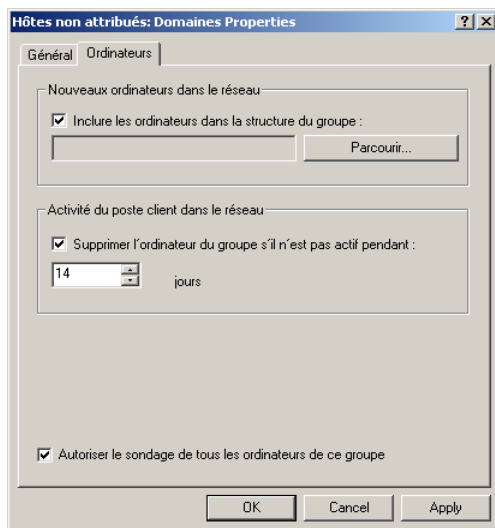 Hôtes non attribués: Domaines Properties
Général Ordinateurs
Nouveaux ordinateurs dans le réseau
Inclure les ordinateurs dans la structure du groupe :
Parcourir...
Activité du poste client dans le réseau
Supprimer l´ordinateur du groupe s´il n´est pas actif pendant :
14 jours
Autoriser le sondage de tous les ordinateurs de ce groupe
OK Cancel Apply